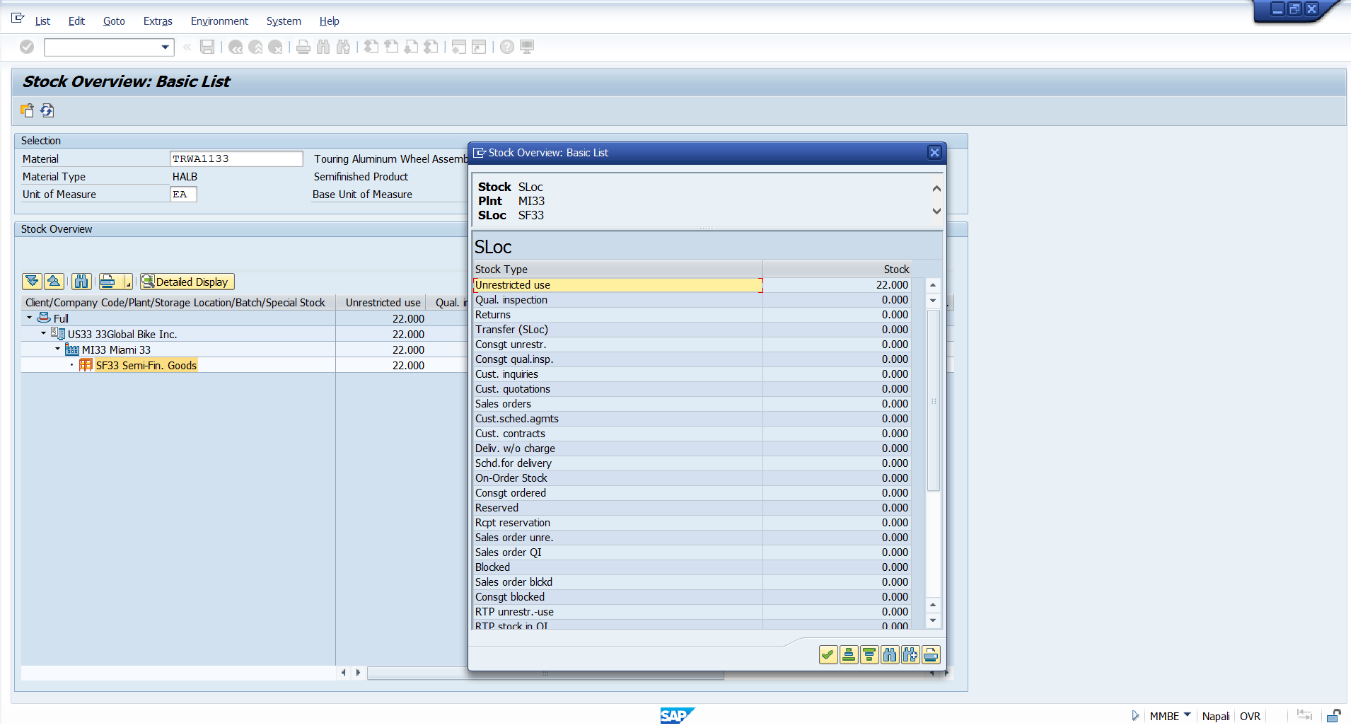 List Edit Goto Extras Environment System Help
Stock Overview: Basic List
Selection
Material TRWA1133 Touring Aluminum Wheel Assemb
Material Type HALB Semifinished Product
Unit of Measure EA Base Unit of Measure
Stock Overview
Detailed Display
Client/Company Code/Plant/Storage Location/Batch/Special Stock Unrestricted use Qual. i
Full 22.000
US33 33Global Bike Inc. 22.000
MI33 Miami 33 22.000
SF33 Semi-Fin. Goods 22.000
Stock Overview: Basic List
Stock SLoc
Plnt MI33
SLoc SF33
SLoc
Stock Type Stock
Unrestricted use 22.000
Qual. inspection 0.000
Returns 0.000
Transfer (SLoc) 0.000
Consgt unrestr. 0.000
Consgt qual.insp. 0.000
Cust. inquiries 0.000
Cust. quotations 0.000
Sales orders 0.000
Cust.sched.agmts 0.000
Cust. contracts 0.000
Deliv. w/o charge 0.000
Schd.for delivery 0.000
On-Order Stock 0.000
Consgt ordered 0.000
Reserved 0.000
Rcpt reservation 0.000
Sales order unre. 0.000
Sales order QI 0.000
Blocked 0.000
Sales order blckd 0.000
Consgt blocked 0.000
RTP unrestr.-use 0.000
RTP stock in QI 0.000
SAP MMBE Napali OVR